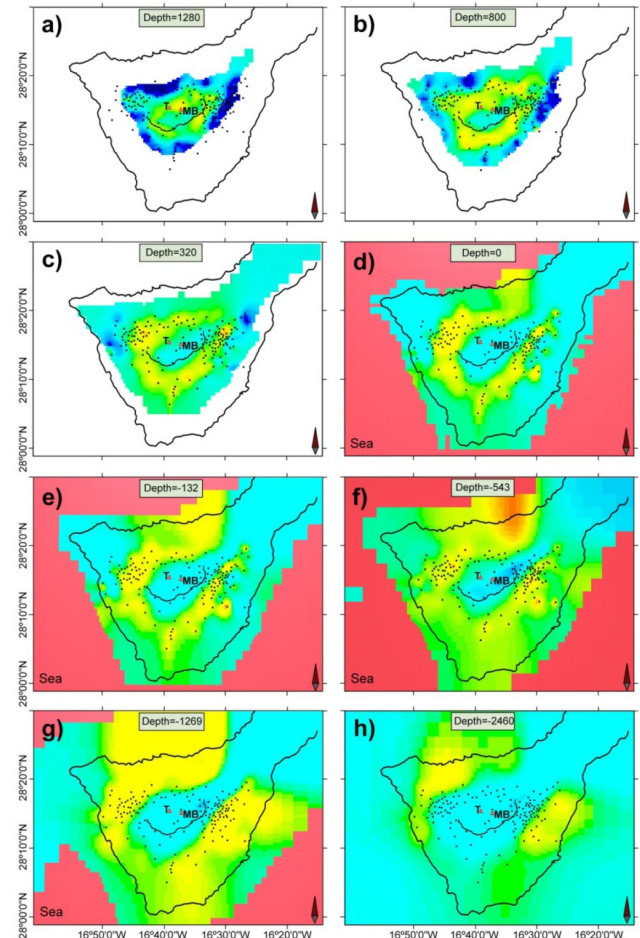 a)
Depth=1280
T
MB
28°20'0"N
28°10'0"N
28°0'0"N
b)
Depth=800
T
MB
c)
Depth=320
T
MB
28°20'0"N
28°10'0"N
28°0'0"N
d)
Depth=0
T
MB
Sea
e)
Depth=-132
T
MB
Sea
28°20'0"N
28°10'0"N
28°0'0"N
f)
Depth=-543
T
MB
g)
Depth=-1269
T
MB
Sea
28°20'0"N
28°10'0"N
28°0'0"N
h)
Depth=-2460
T
MB
16°50'0"W 16°40'0"W 16°30'0"W 16°20'0"W
16°50'0"W 16°40'0"W 16°30'0"W 16°20'0"W